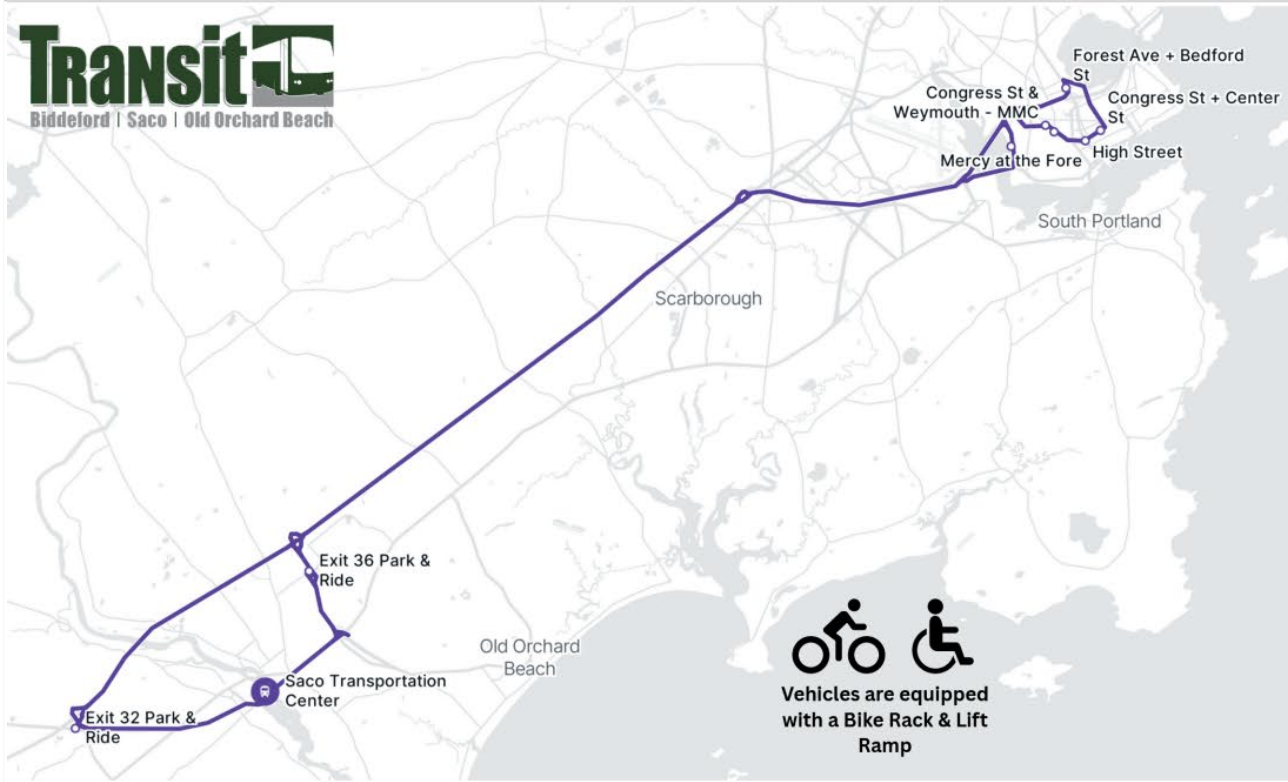 Transit
Biddeford | Saco | Old Orchard Beach
Forest Ave + Bedford
St
Congress St &
Weymouth - MMC
Congress St + Center
St
High Street
Mercy at the Fore
South Portland
Scarborough
Exit 36 Park &
Ride
Old Orchard
Beach
Saco Transportation
Center
Exit 32 Park &
Ride
Vehicles are equipped
with a Bike Rack & Lift
Ramp